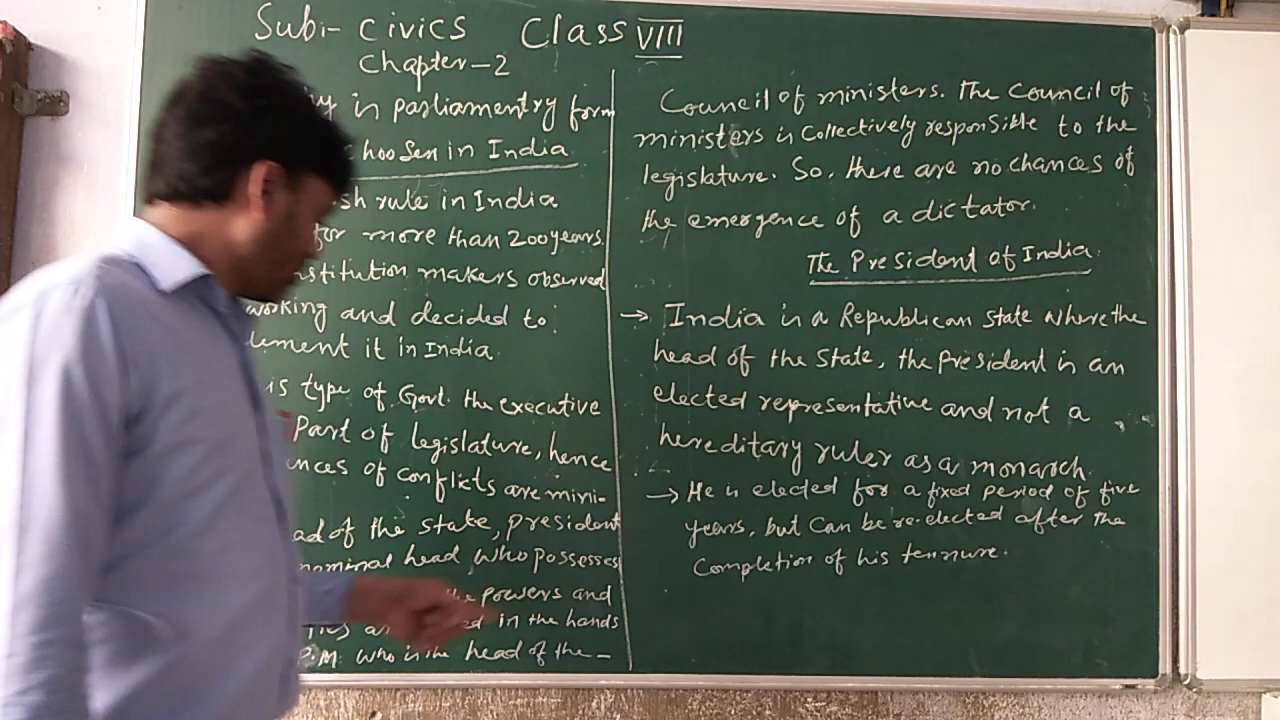 Sub:- Civics Class VIII
Chapter-2
in parliamentry form
hoosen in India
sh rule in India
for more than 200 years.
nstitution makers observed
working and decided to
lement it in India.
is type of Govt. the executive
Part of legislature, hence
nces of conflicts are mini-
ad of the state, president
nominal head, who possesses
the powers and
in the hands
P.M. who is the head of the -
Council of ministers. The Council of
ministers is Collectively responsible to the
legislature. So, there are no chances of
the emergence of a dictator.
The President of India.
→ India is a Republican state where the
head of the state, the President is an
elected representative and not a
hereditary ruler as a monarch.
→ He is elected for a fixed period of five
years, but can be re-elected after the
completion of his tennure.